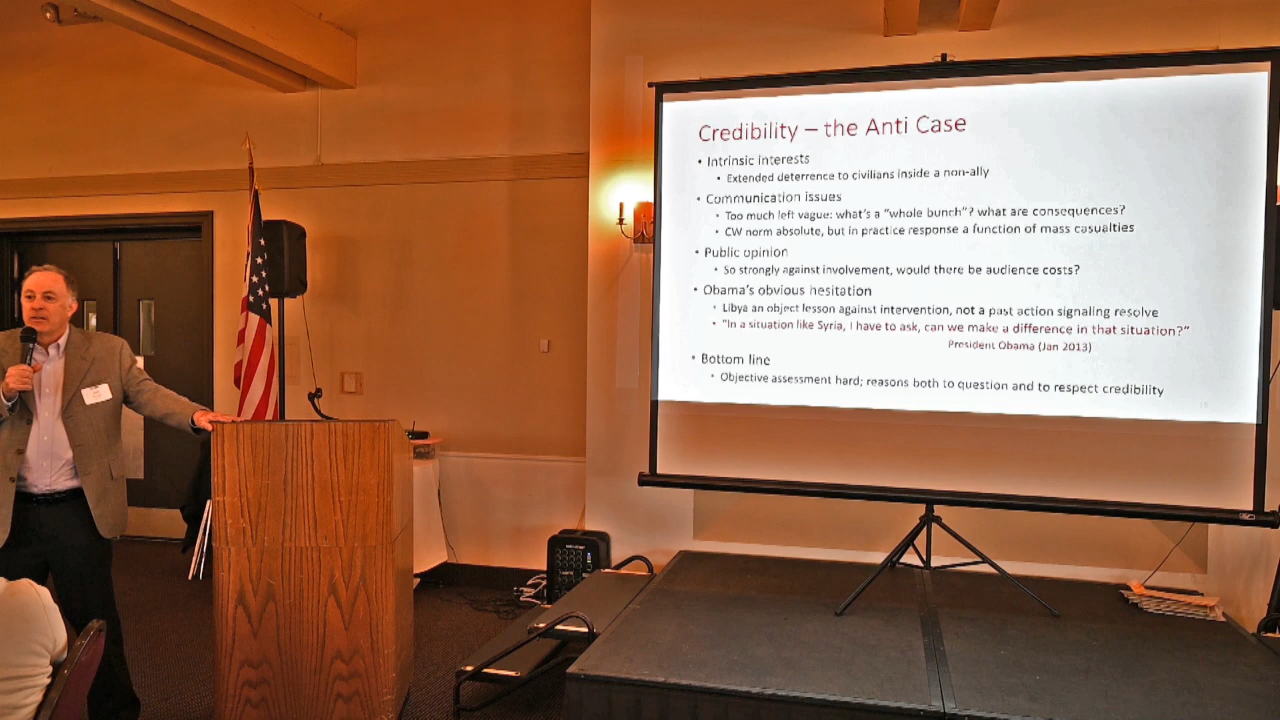 Credibility – the Anti Case
• Intrinsic interests
• Extended deterrence to civilians inside a non-ally
• Communication issues
• Too much left vague: what's a "whole bunch"? what are consequences?
• CW norm absolute, but in practice response a function of mass casualties
• Public opinion
• So strongly against involvement, would there be audience costs?
• Obama's obvious hesitation
• Libya an object lesson against intervention, not a past action signaling resolve
• "In a situation like Syria, I have to ask, can we make a difference in that situation?"
President Obama (Jan 2013)
• Bottom line
• Objective assessment hard; reasons both to question and to respect credibility